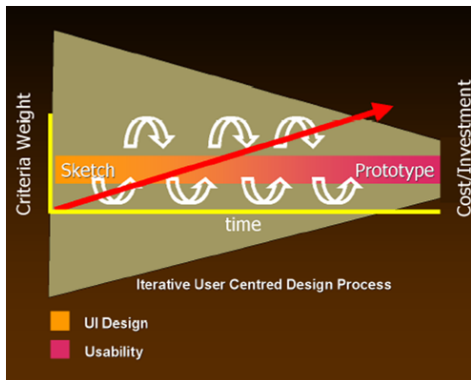 Criteria Weight
Sketch
Prototype
Cost/Investment
time
Iterative User Centred Design Process
UI Design
Usability